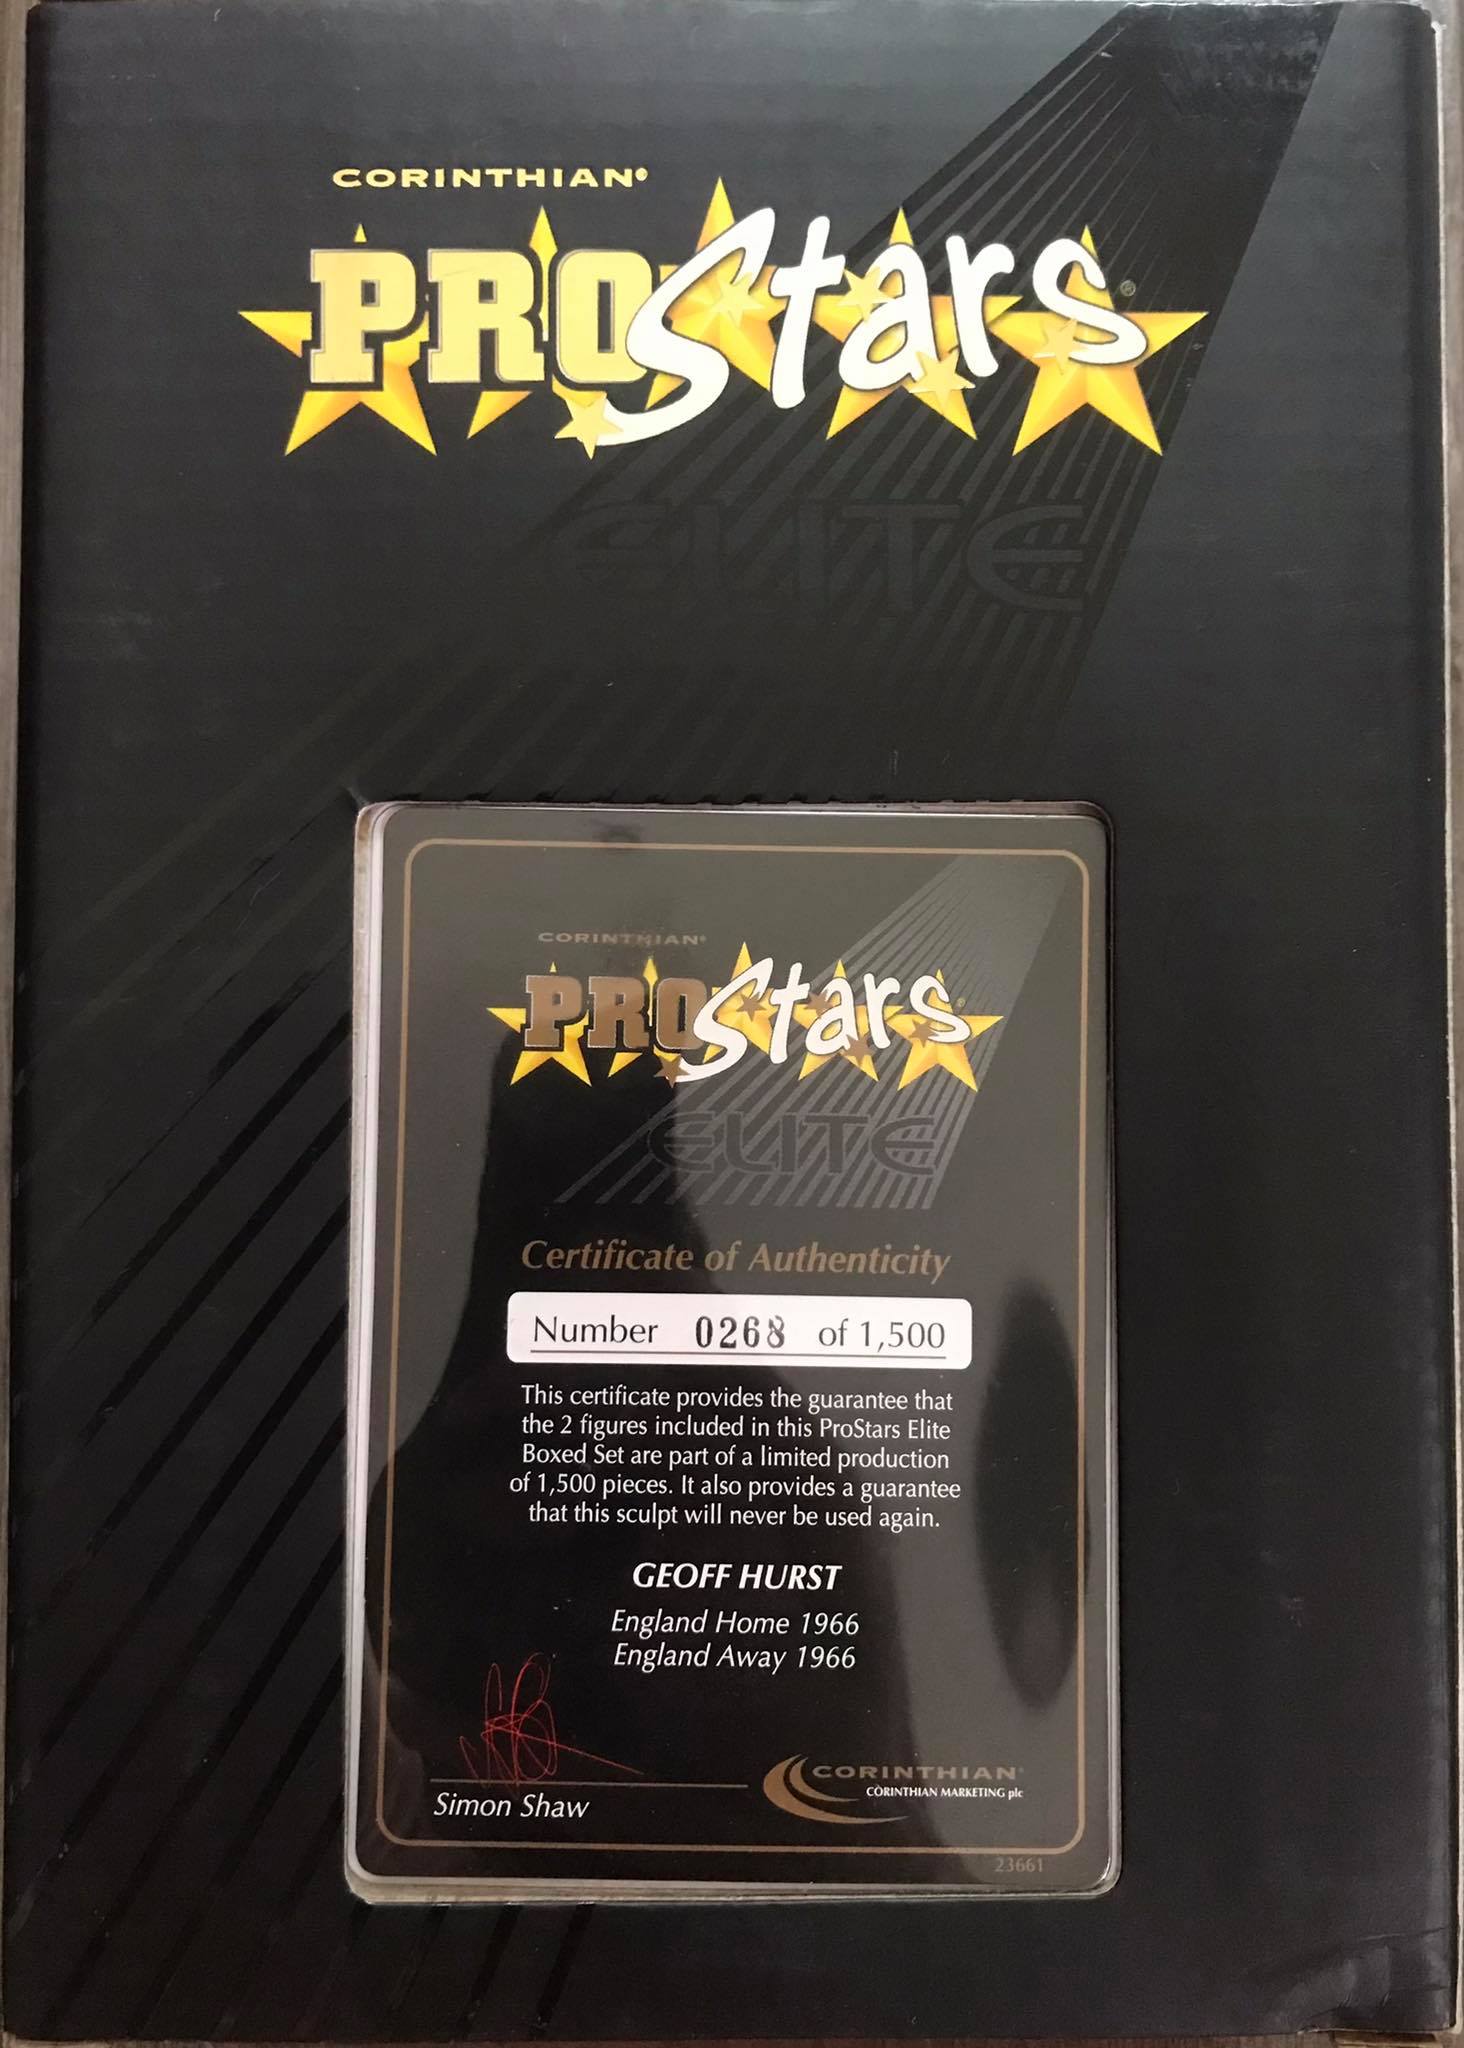 CORINTHIAN®
PROStars®
ELITE
CORINTHIAN®
PROStars®
ELITE
Certificate of Authenticity
Number 0268 of 1,500
This certificate provides the guarantee that
the 2 figures included in this ProStars Elite
Boxed Set are part of a limited production
of 1,500 pieces. It also provides a guarantee
that this sculpt will never be used again.
GEOFF HURST
England Home 1966
England Away 1966
Simon Shaw
CORINTHIAN®
CORINTHIAN MARKETING plc
23661